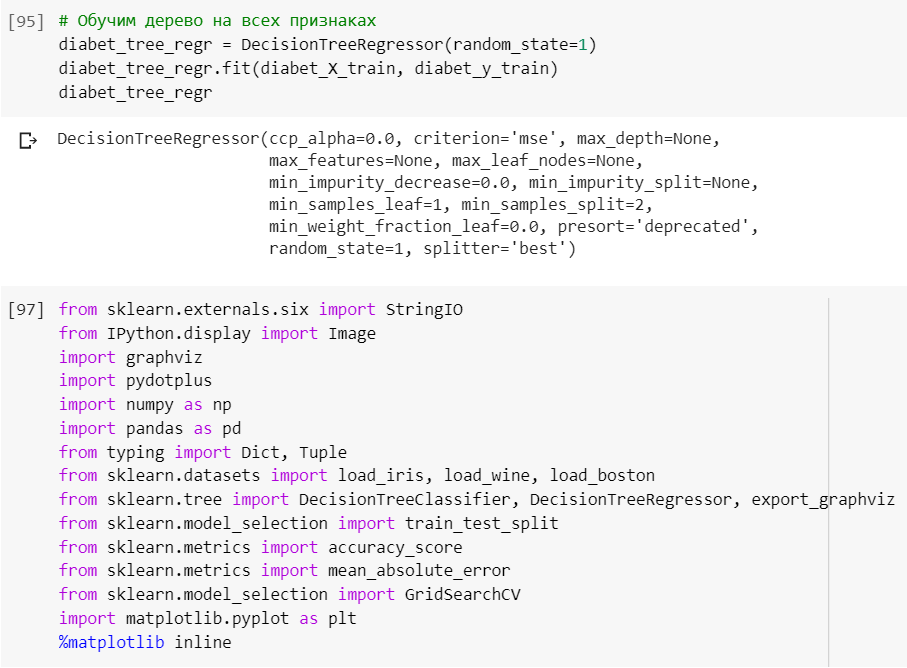 [95] # Обучим дерево на всех признаках
diabet_tree_regr = DecisionTreeRegressor(random_state=1)
diabet_tree_regr.fit(diabet_X_train, diabet_y_train)
diabet_tree_regr
DecisionTreeRegressor(ccp_alpha=0.0, criterion='mse', max_depth=None,
max_features=None, max_leaf_nodes=None,
min_impurity_decrease=0.0, min_impurity_split=None,
min_samples_leaf=1, min_samples_split=2,
min_weight_fraction_leaf=0.0, presort='deprecated',
random_state=1, splitter='best')
[97] from sklearn.externals.six import StringIO
from IPython.display import Image
import graphviz
import pydotplus
import numpy as np
import pandas as pd
from typing import Dict, Tuple
from sklearn.datasets import load_iris, load_wine, load_boston
from sklearn.tree import DecisionTreeClassifier, DecisionTreeRegressor, export_graphviz
from sklearn.model_selection import train_test_split
from sklearn.metrics import accuracy_score
from sklearn.metrics import mean_absolute_error
from sklearn.model_selection import GridSearchCV
import matplotlib.pyplot as plt
%matplotlib inline